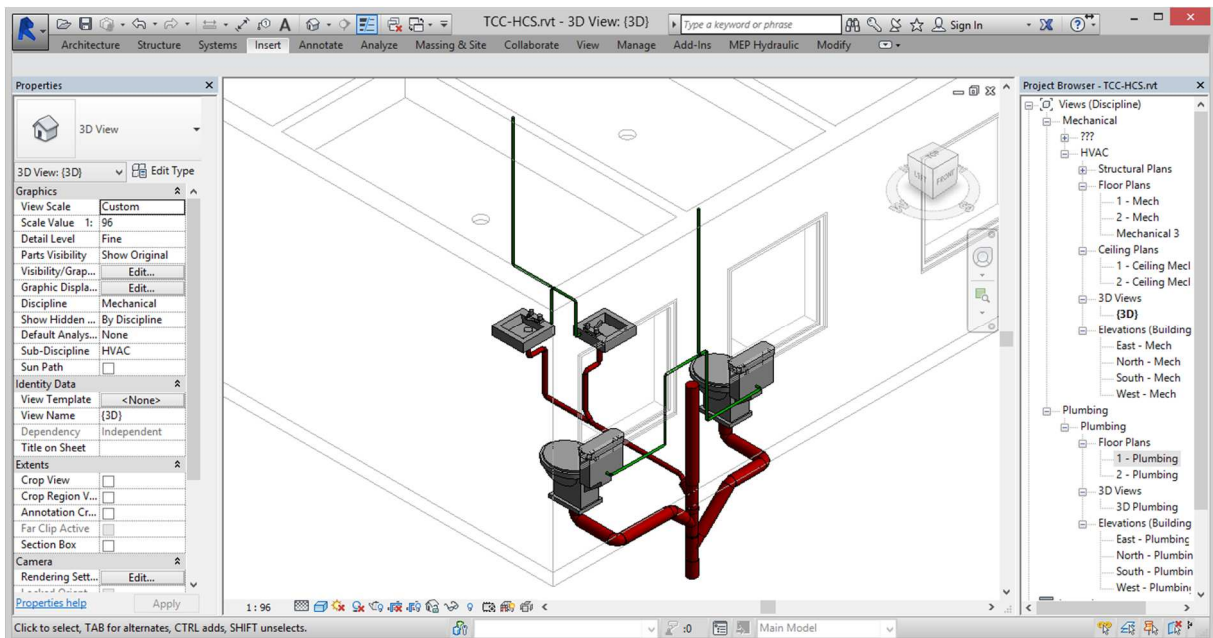 TCC-HCS.rvt - 3D View: {3D}
Type a keyword or phrase
Sign In
Architecture Structure Systems Insert Annotate Analyze Massing & Site Collaborate View Manage Add-Ins MEP Hydraulic Modify
Properties
3D View
3D View: {3D}
Edit Type
Graphics
View Scale Custom
Scale Value 1: 96
Detail Level Fine
Parts Visibility Show Original
Visibility/Grap... Edit...
Graphic Displa... Edit...
Discipline Mechanical
Show Hidden ... By Discipline
Default Analys... None
Sub-Discipline HVAC
Sun Path
Identity Data
View Template <None>
View Name {3D}
Dependency Independent
Title on Sheet
Extents
Crop View
Crop Region V...
Annotation Cr...
Far Clip Active
Section Box
Camera
Rendering Sett... Edit...
Properties help Apply
TOP
LEFT
FRONT
1 : 96
Project Browser - TCC-HCS.rvt
Views (Discipline)
Mechanical
???
HVAC
Structural Plans
Floor Plans
1 - Mech
2 - Mech
Mechanical 3
Ceiling Plans
1 - Ceiling Mecl
2 - Ceiling Mecl
3D Views
{3D}
Elevations (Building
East - Mech
North - Mech
South - Mech
West - Mech
Plumbing
Plumbing
Floor Plans
1 - Plumbing
2 - Plumbing
3D Views
3D Plumbing
Elevations (Building
East - Plumbing
North - Plumbin
South - Plumbin
West - Plumbing
Click to select, TAB for alternates, CTRL adds, SHIFT unselects.
:0
Main Model